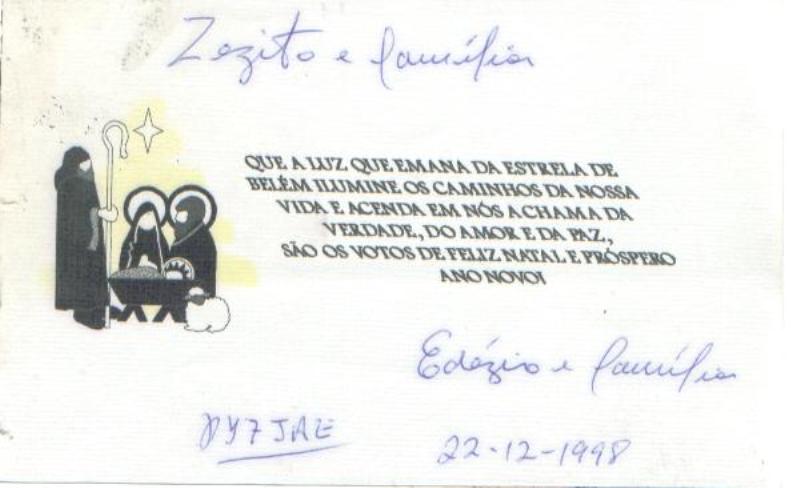 Zezito e família
QUE A LUZ QUE EMANA DA ESTRELA DE
BELÉM ILUMINE OS CAMINHOS DA NOSSA
VIDA E ACENDA EM NÓS A CHAMA DA
VERDADE, DO AMOR E DA PAZ,
SÃO OS VOTOS DE FELIZ NATAL E PRÓSPERO
ANO NOVO!
Edézio e família
PY7JAE
22-12-1998